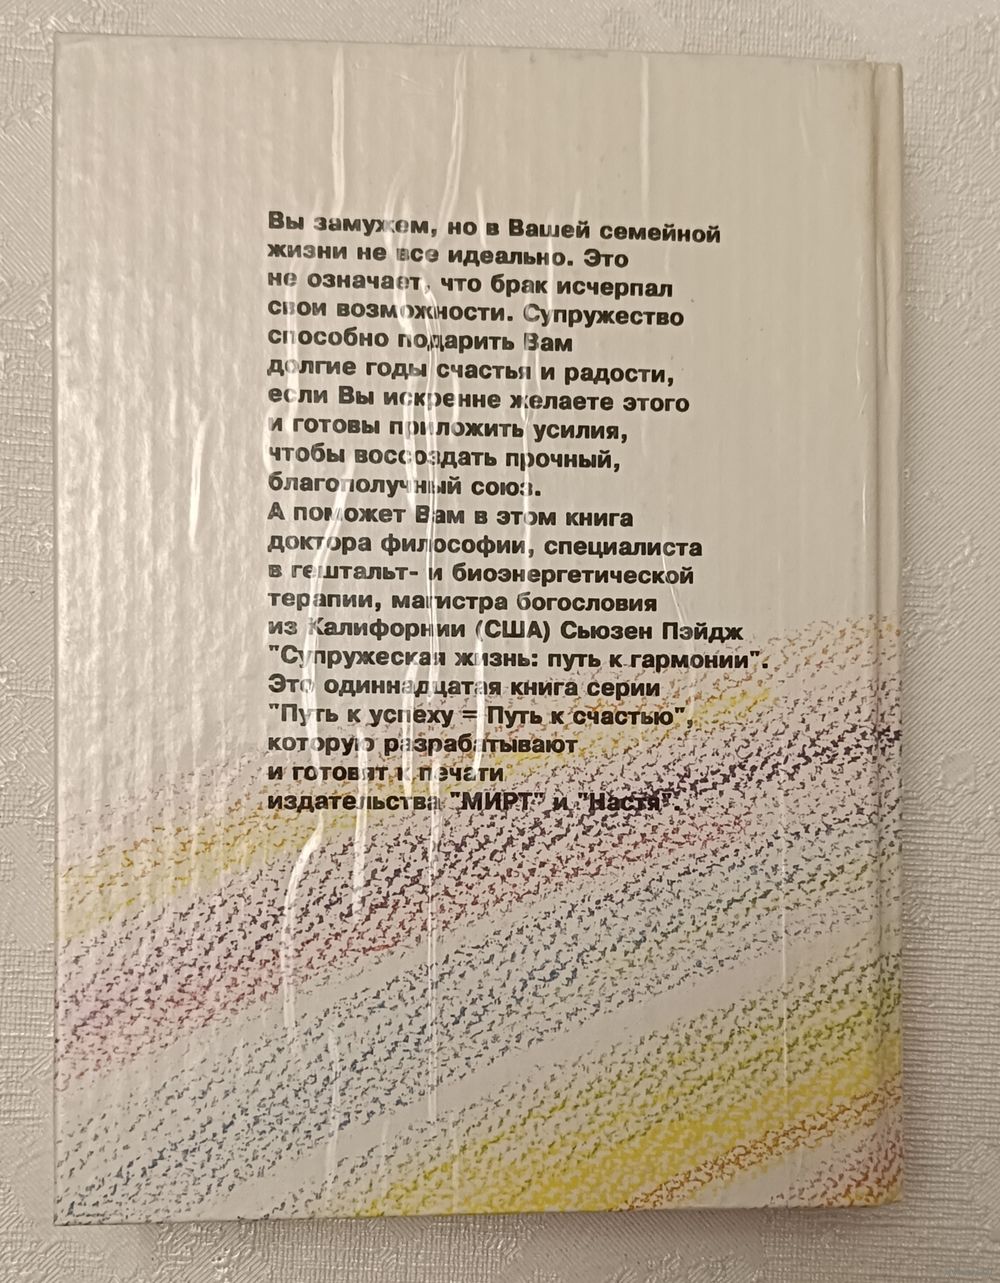 Вы замужем, но в Вашей семейной
жизни не все идеально. Это
не означает, что брак исчерпал
свои возможности. Супружество
способно подарить Вам
долгие годы счастья и радости,
если Вы искренне желаете этого
и готовы приложить усилия,
чтобы воссоздать прочный,
благополучный союз.
А поможет Вам в этом книга
доктора философии, специалиста
в гештальт- и биоэнергетической
терапии, магистра богословия
из Калифорнии (США) Сьюзен Пэйдж
"Супружеская жизнь: путь к гармонии".
Это одиннадцатая книга серии
"Путь к успеху = Путь к счастью",
которую разрабатывают
и готовят к печати
издательства "МИРТ" и "Настя".